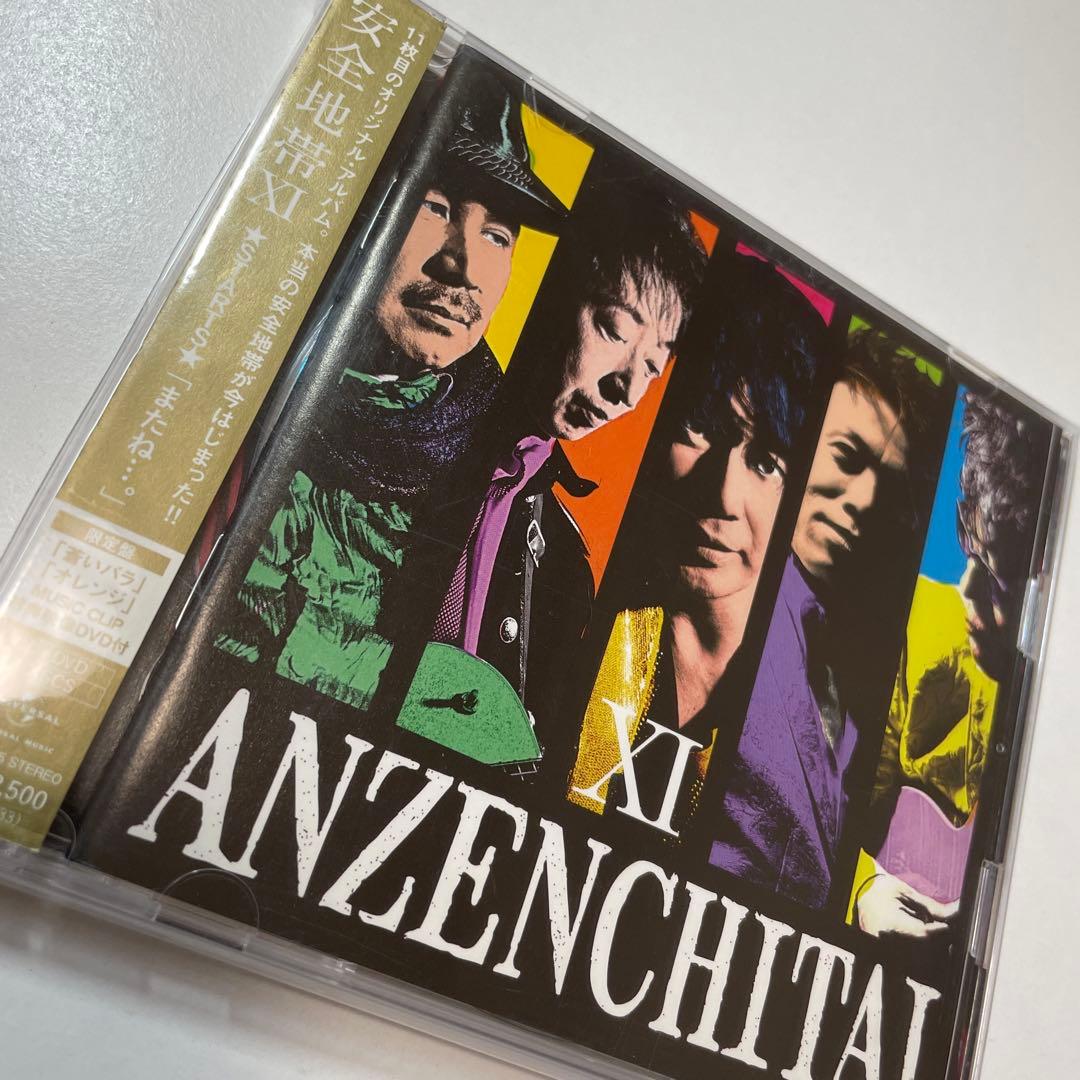 11枚目のオリジナル・アルバム。本当の安全地帯が今はじまった!!
安全地帯XI ★STARTS★「またね…。」
限定盤
「蒼いバラ」
「オレンジ」
MUSIC CLIP
DVD付
DVD
STEREO
XI
ANZENCHITAI